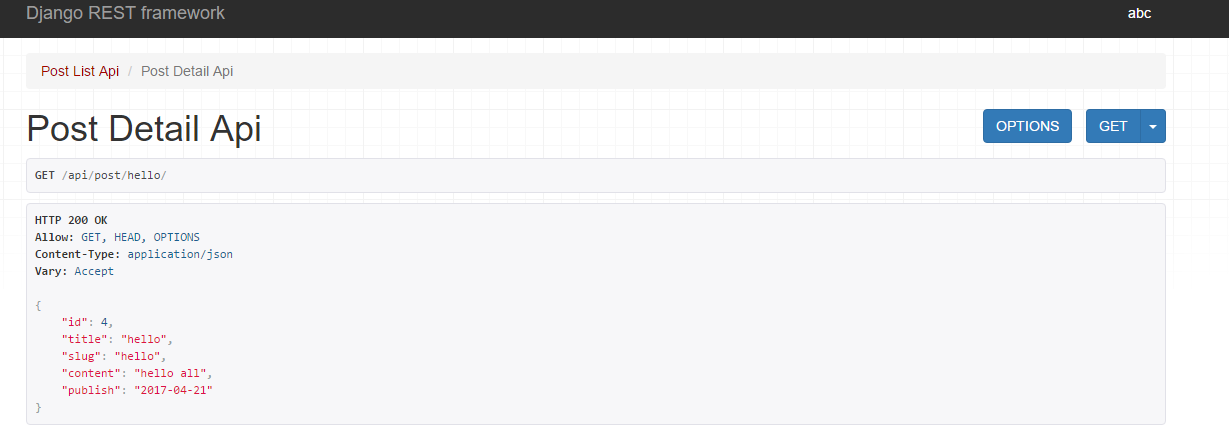 Django REST framework
abc
Post List Api / Post Detail Api
Post Detail Api
OPTIONS
GET
GET /api/post/hello/
HTTP 200 OK
Allow: GET, HEAD, OPTIONS
Content-Type: application/json
Vary: Accept
{
    "id": 4,
    "title": "hello",
    "slug": "hello",
    "content": "hello all",
    "publish": "2017-04-21"
}